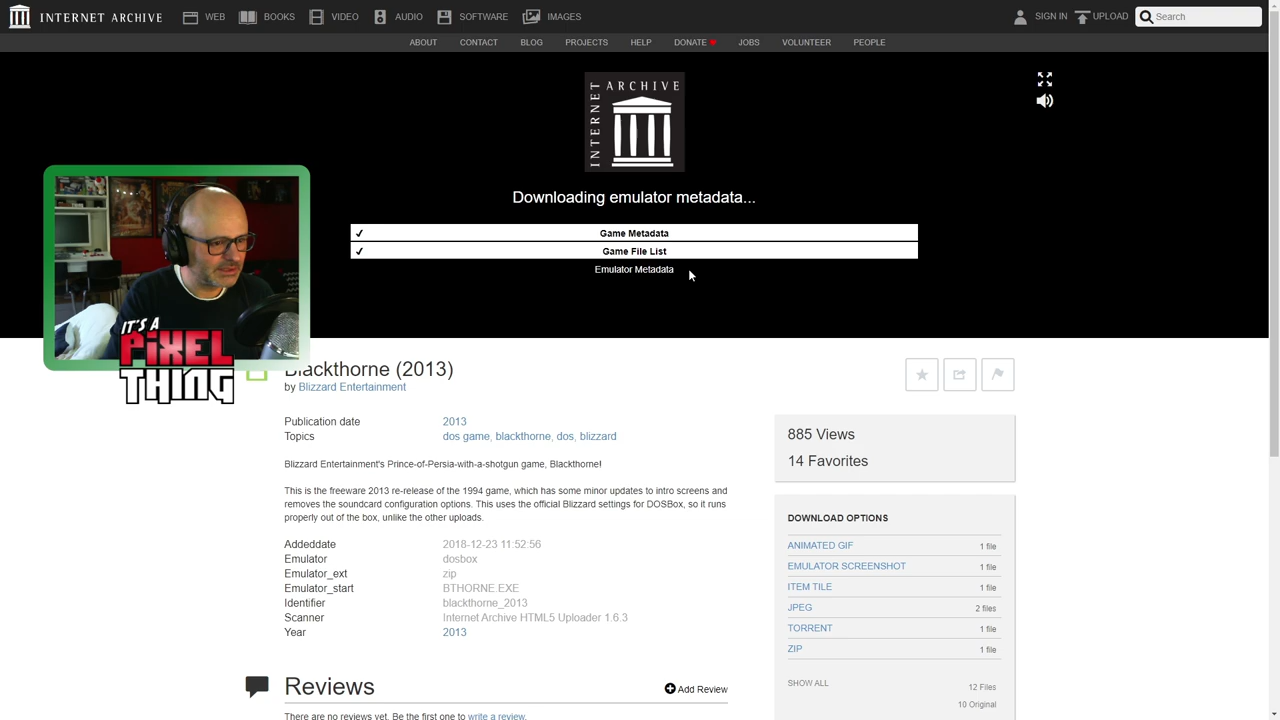 INTERNET ARCHIVE
WEB
BOOKS
VIDEO
AUDIO
SOFTWARE
IMAGES
SIGN IN
UPLOAD
Search
ABOUT
CONTACT
BLOG
PROJECTS
HELP
DONATE
JOBS
VOLUNTEER
PEOPLE
INTERNET ARCHIVE
Downloading emulator metadata...
✓ Game Metadata
✓ Game File List
Emulator Metadata
IT'S A
PIXEL
THING
Blackthorne (2013)
by Blizzard Entertainment
Publication date 2013
Topics dos game, blackthorne, dos, blizzard
Blizzard Entertainment's Prince-of-Persia-with-a-shotgun game, Blackthorne!
This is the freeware 2013 re-release of the 1994 game, which has some minor updates to intro screens and
removes the soundcard configuration options. This uses the official Blizzard settings for DOSBox, so it runs
properly out of the box, unlike the other uploads.
Addeddate 2018-12-23 11:52:56
Emulator dosbox
Emulator_ext zip
Emulator_start BTHORNE.EXE
Identifier blackthorne_2013
Scanner Internet Archive HTML5 Uploader 1.6.3
Year 2013
Reviews
Add Review
There are no reviews yet. Be the first one to write a review.
885 Views
14 Favorites
DOWNLOAD OPTIONS
ANIMATED GIF 1 file
EMULATOR SCREENSHOT 1 file
ITEM TILE 1 file
JPEG 2 files
TORRENT 1 file
ZIP 1 file
SHOW ALL 12 Files
10 Original